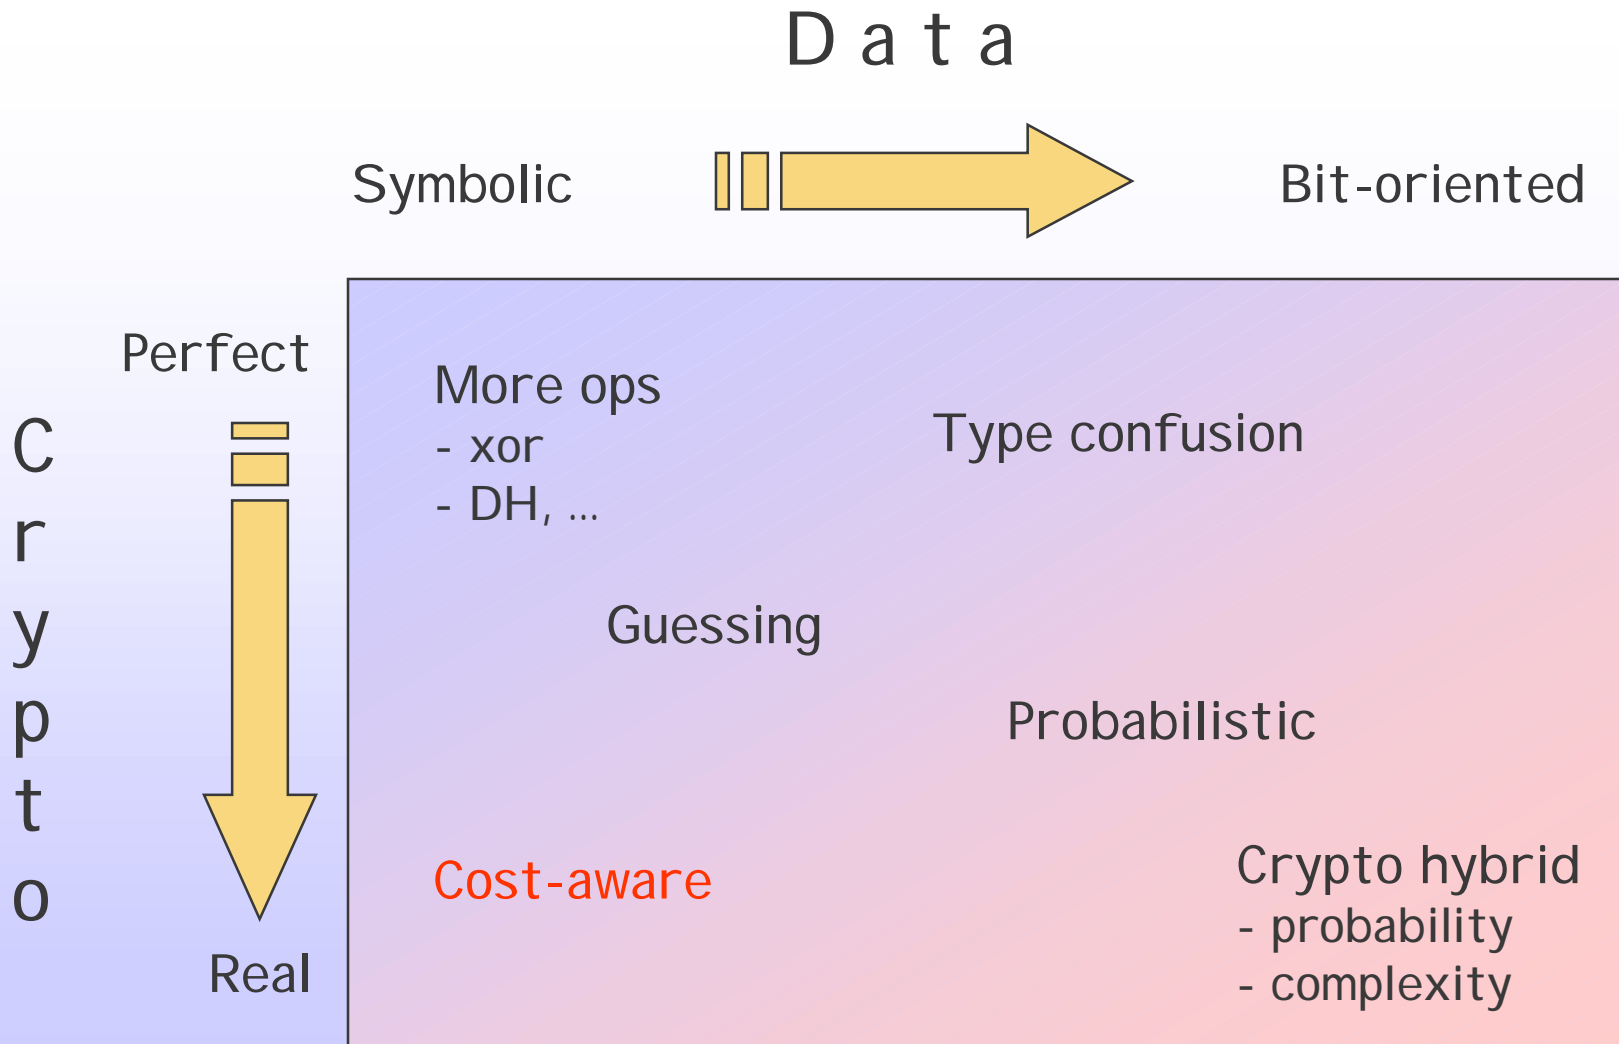 Data
Symbolic
Bit-oriented
Perfect
Crypto
Real
More ops
- xor
- DH, ...
Type confusion
Guessing
Probabilistic
Cost-aware
Crypto hybrid
- probability
- complexity